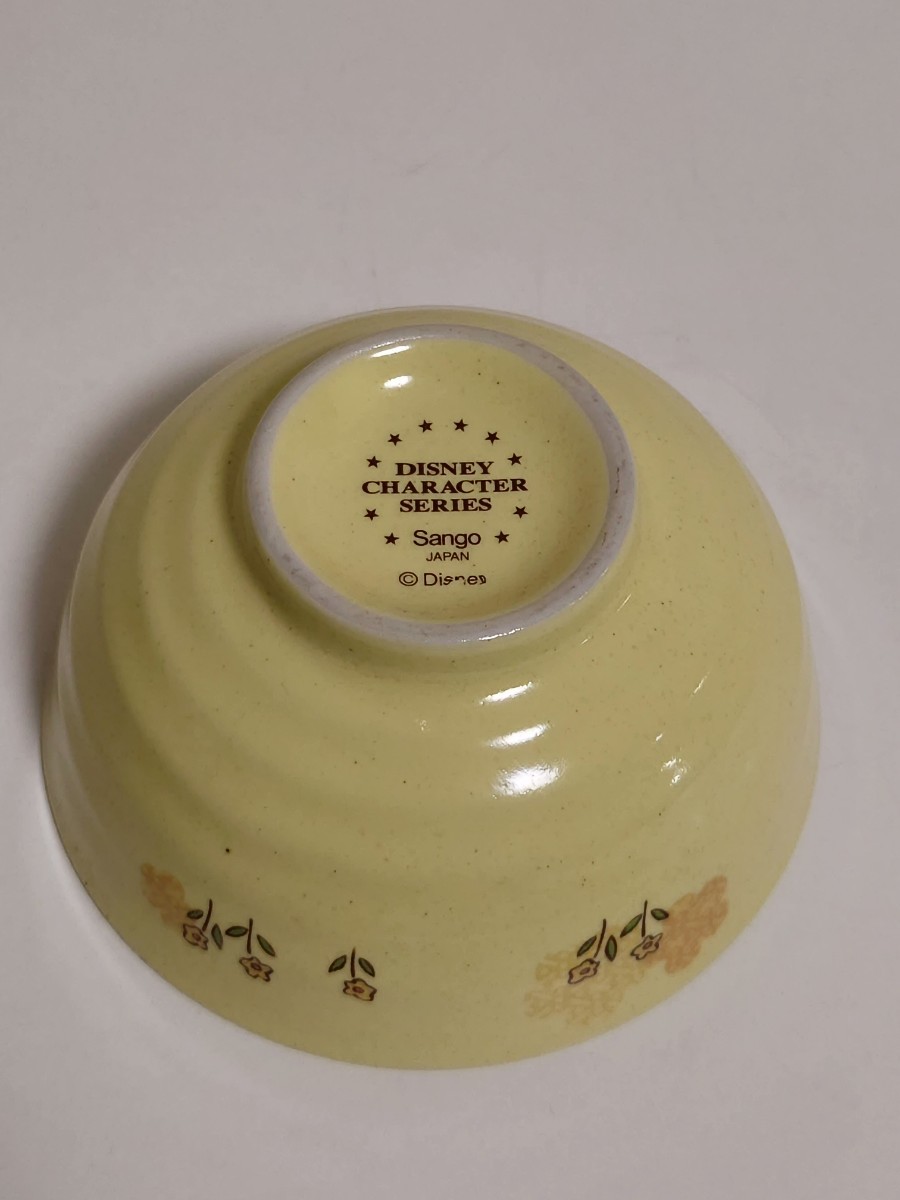 DISNEY
CHARACTER
SERIES
Sango
JAPAN
© Disney